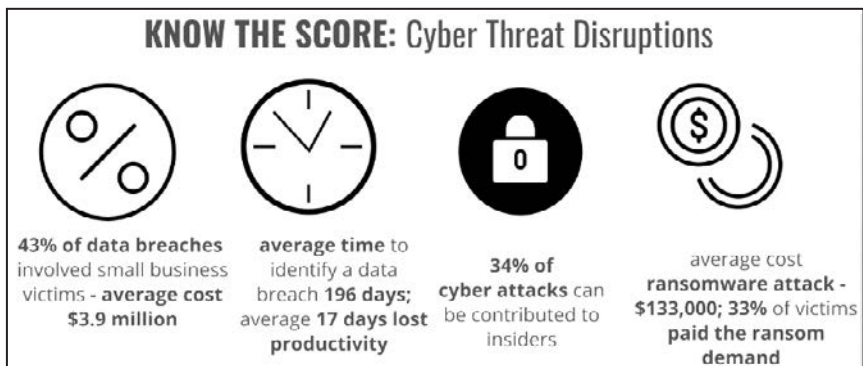 KNOW THE SCORE: Cyber Threat Disruptions
43% of data breaches
involved small business
victims - average cost
$3.9 million
average time to
identify a data
breach 196 days;
average 17 days lost
productivity
0
34% of
cyber attacks can
be contributed to
insiders
$
average cost
ransomware attack -
$133,000; 33% of victims
paid the ransom
demand